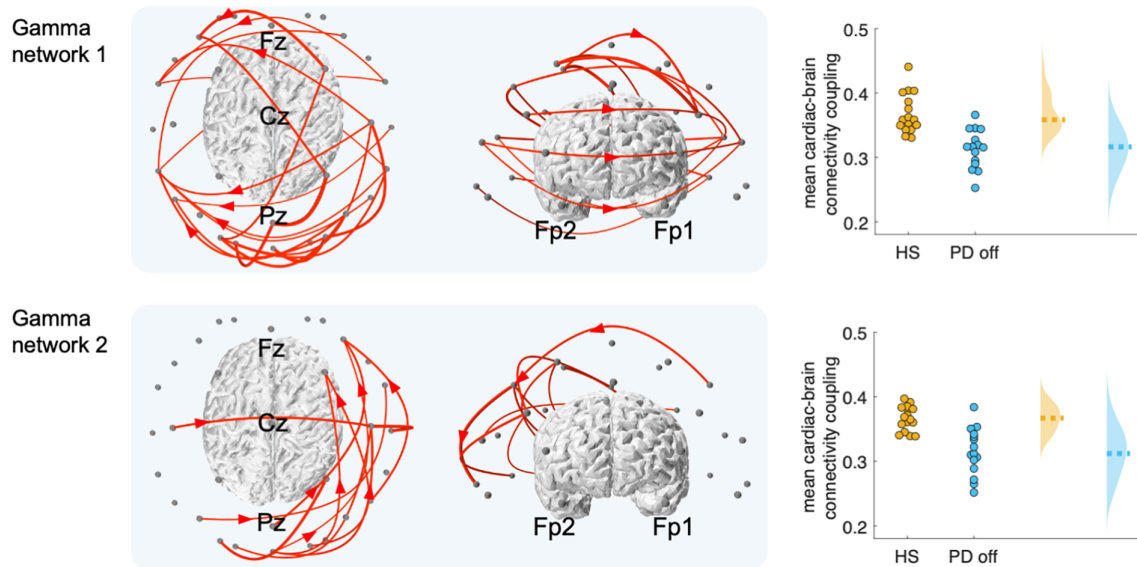 Gamma
network 1
Fz
Cz
Pz
Fp2
Fp1
mean cardiac-brain
connectivity coupling
0.5
0.4
0.3
0.2
HS
PD off
Gamma
network 2
Fz
Cz
Pz
Fp2
Fp1
mean cardiac-brain
connectivity coupling
0.5
0.4
0.3
0.2
HS
PD off